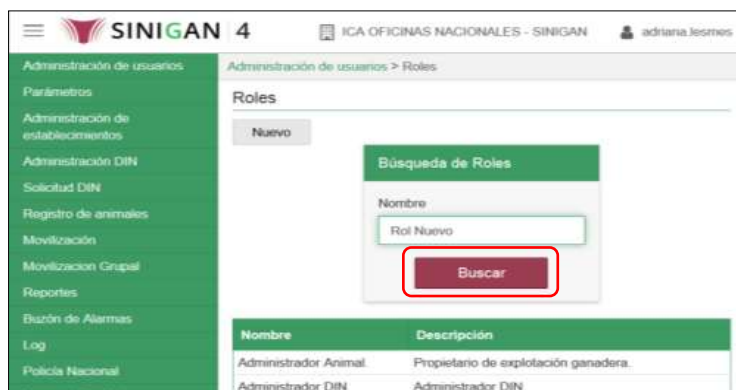 SINIGAN 4
ICA OFICINAS NACIONALES - SINIGAN
adriana.lesmes
Administración de usuarios
Parámetros
Administración de
establecimientos
Administración DIN
Solicitud DIN
Registro de animales
Movilización
Movilizacion Grupal
Reportes
Buzón de Alarmas
Log
Policía Nacional
Administración de usuarios > Roles
Roles
Nuevo
Búsqueda de Roles
Nombre
Rol Nuevo
Buscar
Nombre Descripción
Administrador Animal. Propietario de explotación ganadera.
Administrador DIN Administrador DIN